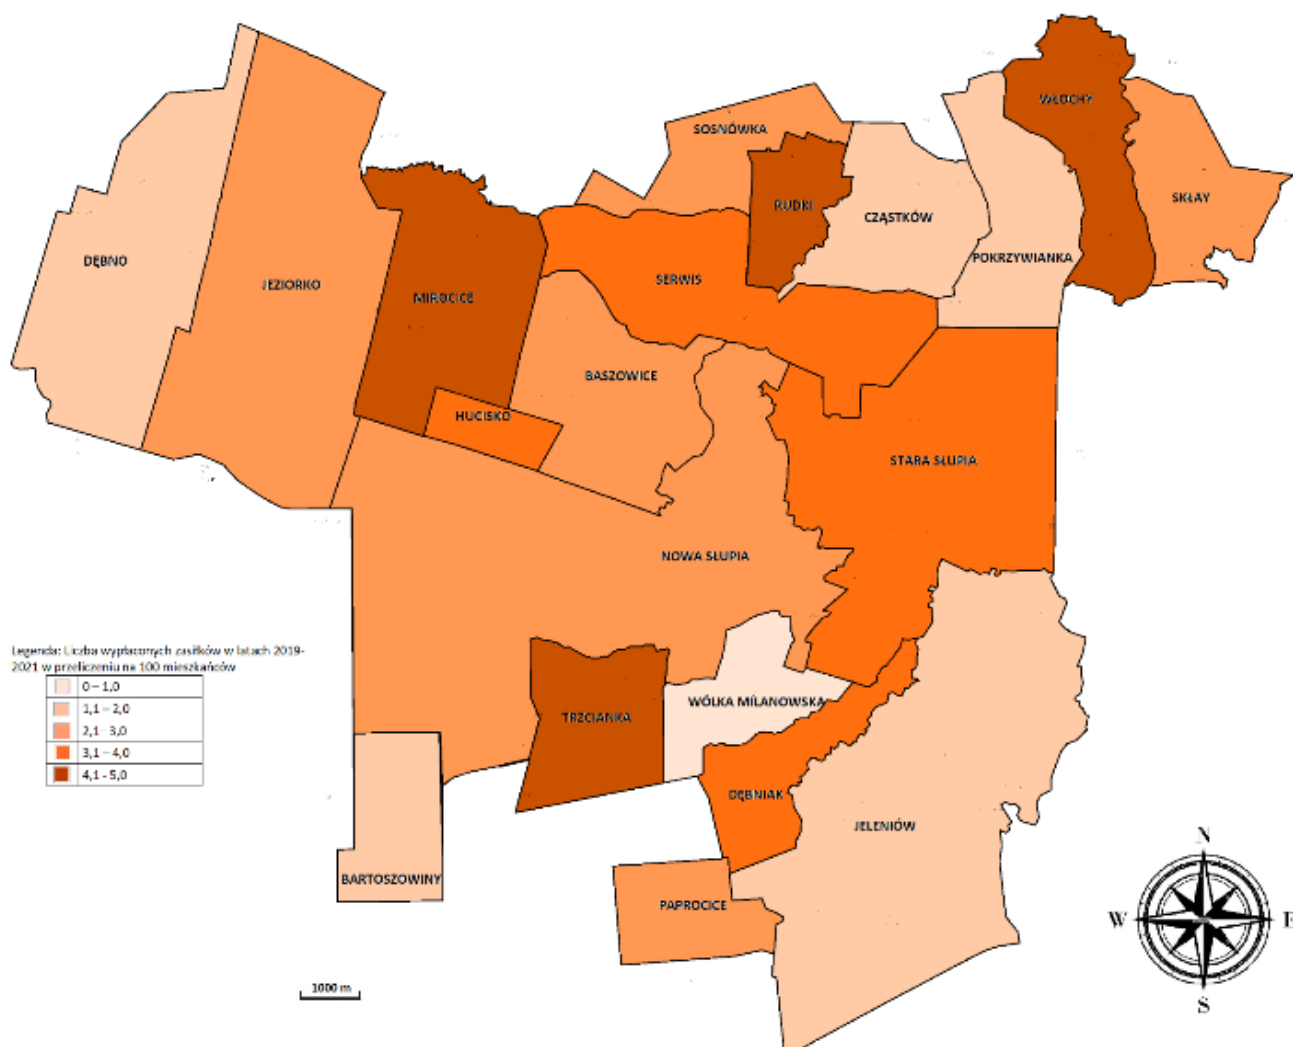 WŁOCHY
SOSNÓWKA
SKŁAY
RUDKI
CZĄSTKÓW
DĘBNO
POKRZYWIANKA
JEZIORKO
SERWIS
MIROCICE
BASZOWICE
HUCISKO
STARA SŁUPIA
NOWA SŁUPIA
Legenda: Liczba wypłaconych zasiłków w latach 2019-
2021 w przeliczeniu na 100 mieszkańców
0 – 1,0
1,1 – 2,0
2,1 – 3,0
3,1 – 4,0
4,1 - 5,0
WÓLKA MILANOWSKA
TRZCIANKA
DĘBNIAK
JELENIÓW
BARTOSZOWINY
PAPROCICE
1000 m
N
W
E
S